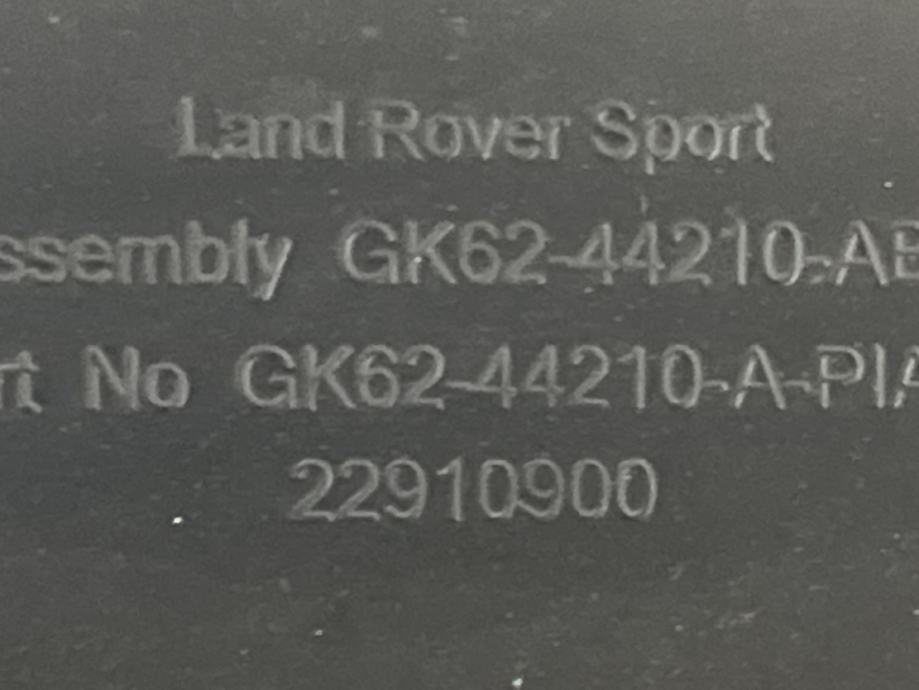 Land Rover Sport
ssembly GK62-44210-AB
rt No GK62-44210-A-PIA
22910900